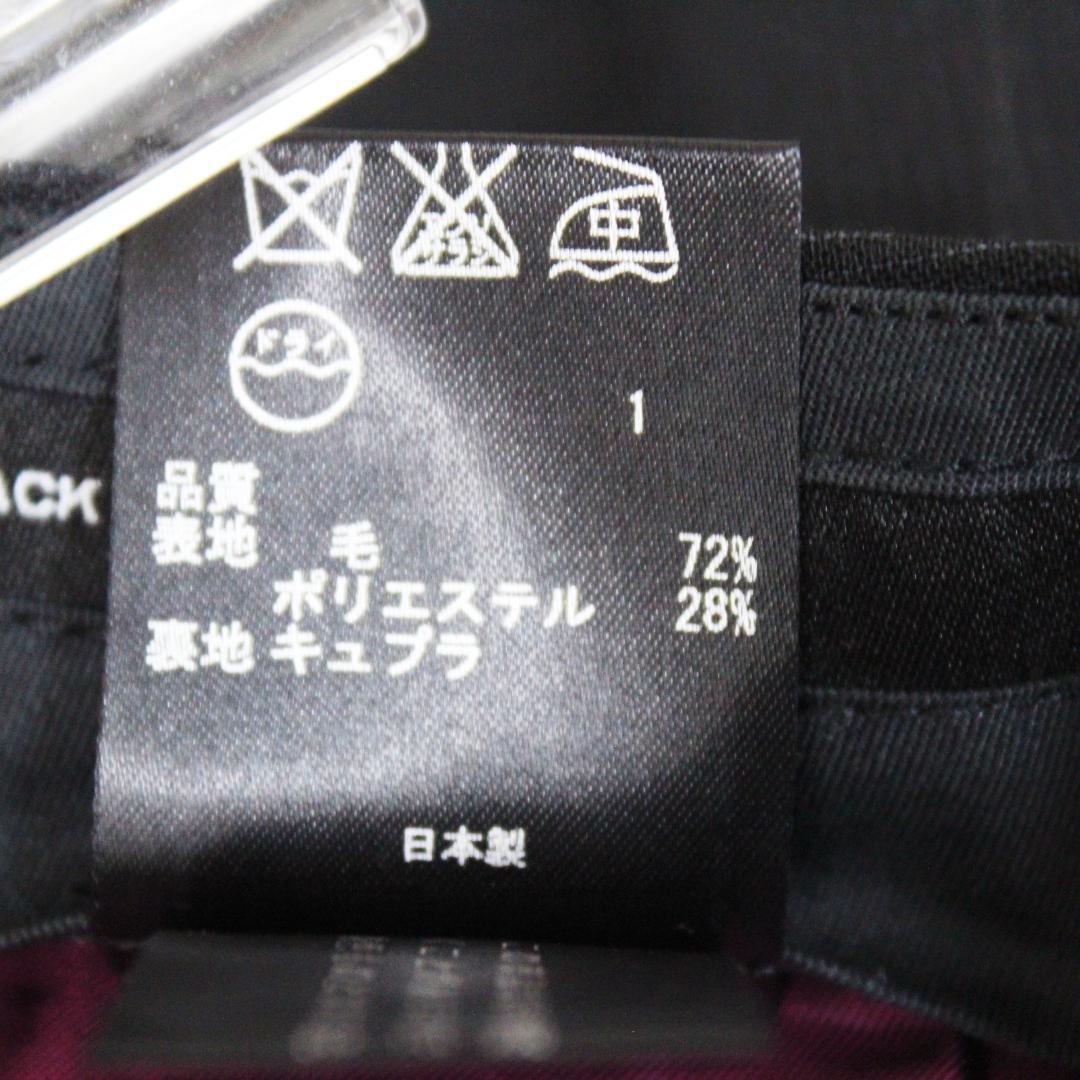 中
ドライ
1
ACK
品質
表地 毛 72%
ポリエステル 28%
裏地 キュプラ
日本製